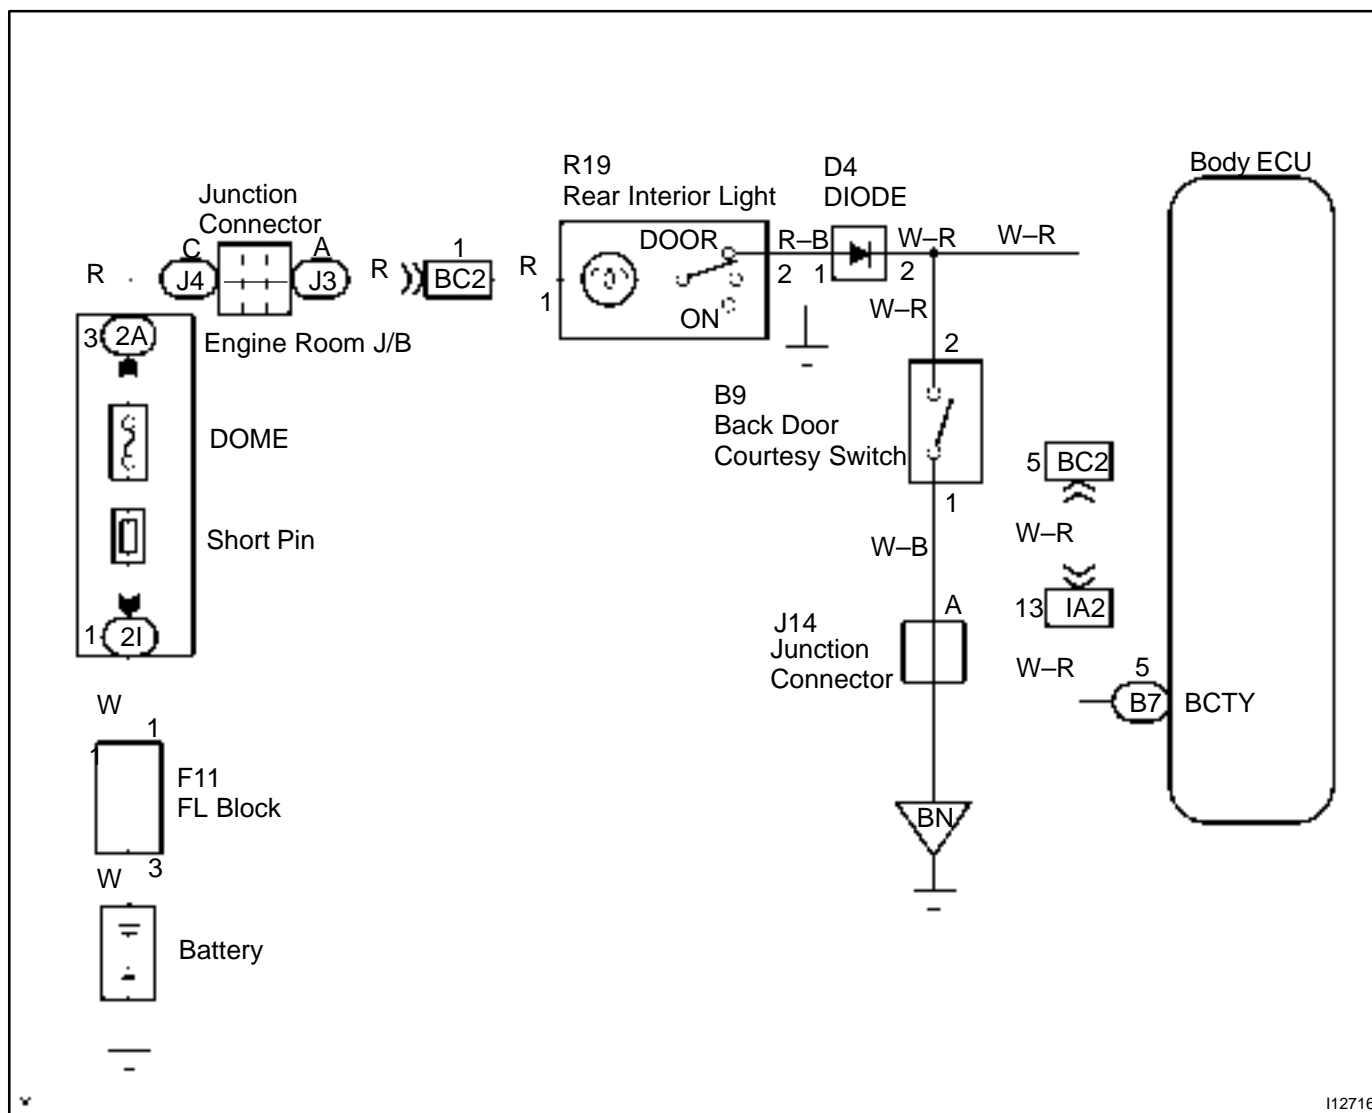 Body ECU
R19
Rear Interior Light
D4
DIODE
Junction
Connector
C
A
R
J4
J3
R
1
BC2
R
1
DOOR
ON
R–B
2
1
W–R
2
W–R
W–R
3
2A
Engine Room J/B
DOME
Short Pin
1
2I
2
B9
Back Door
Courtesy Switch
1
5
BC2
W–R
W–B
13
IA2
A
J14
Junction
Connector
W–R
5
B7
BCTY
W
1
1
F11
FL Block
3
W
BN
Battery
I12716